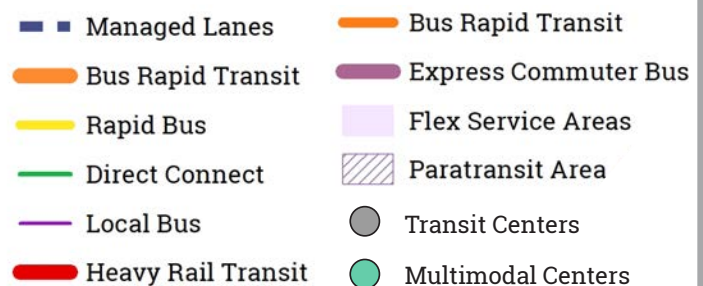 Managed Lanes
Bus Rapid Transit
Rapid Bus
Direct Connect
Local Bus
Heavy Rail Transit
Bus Rapid Transit
Express Commuter Bus
Flex Service Areas
Paratransit Area
Transit Centers
Multimodal Centers